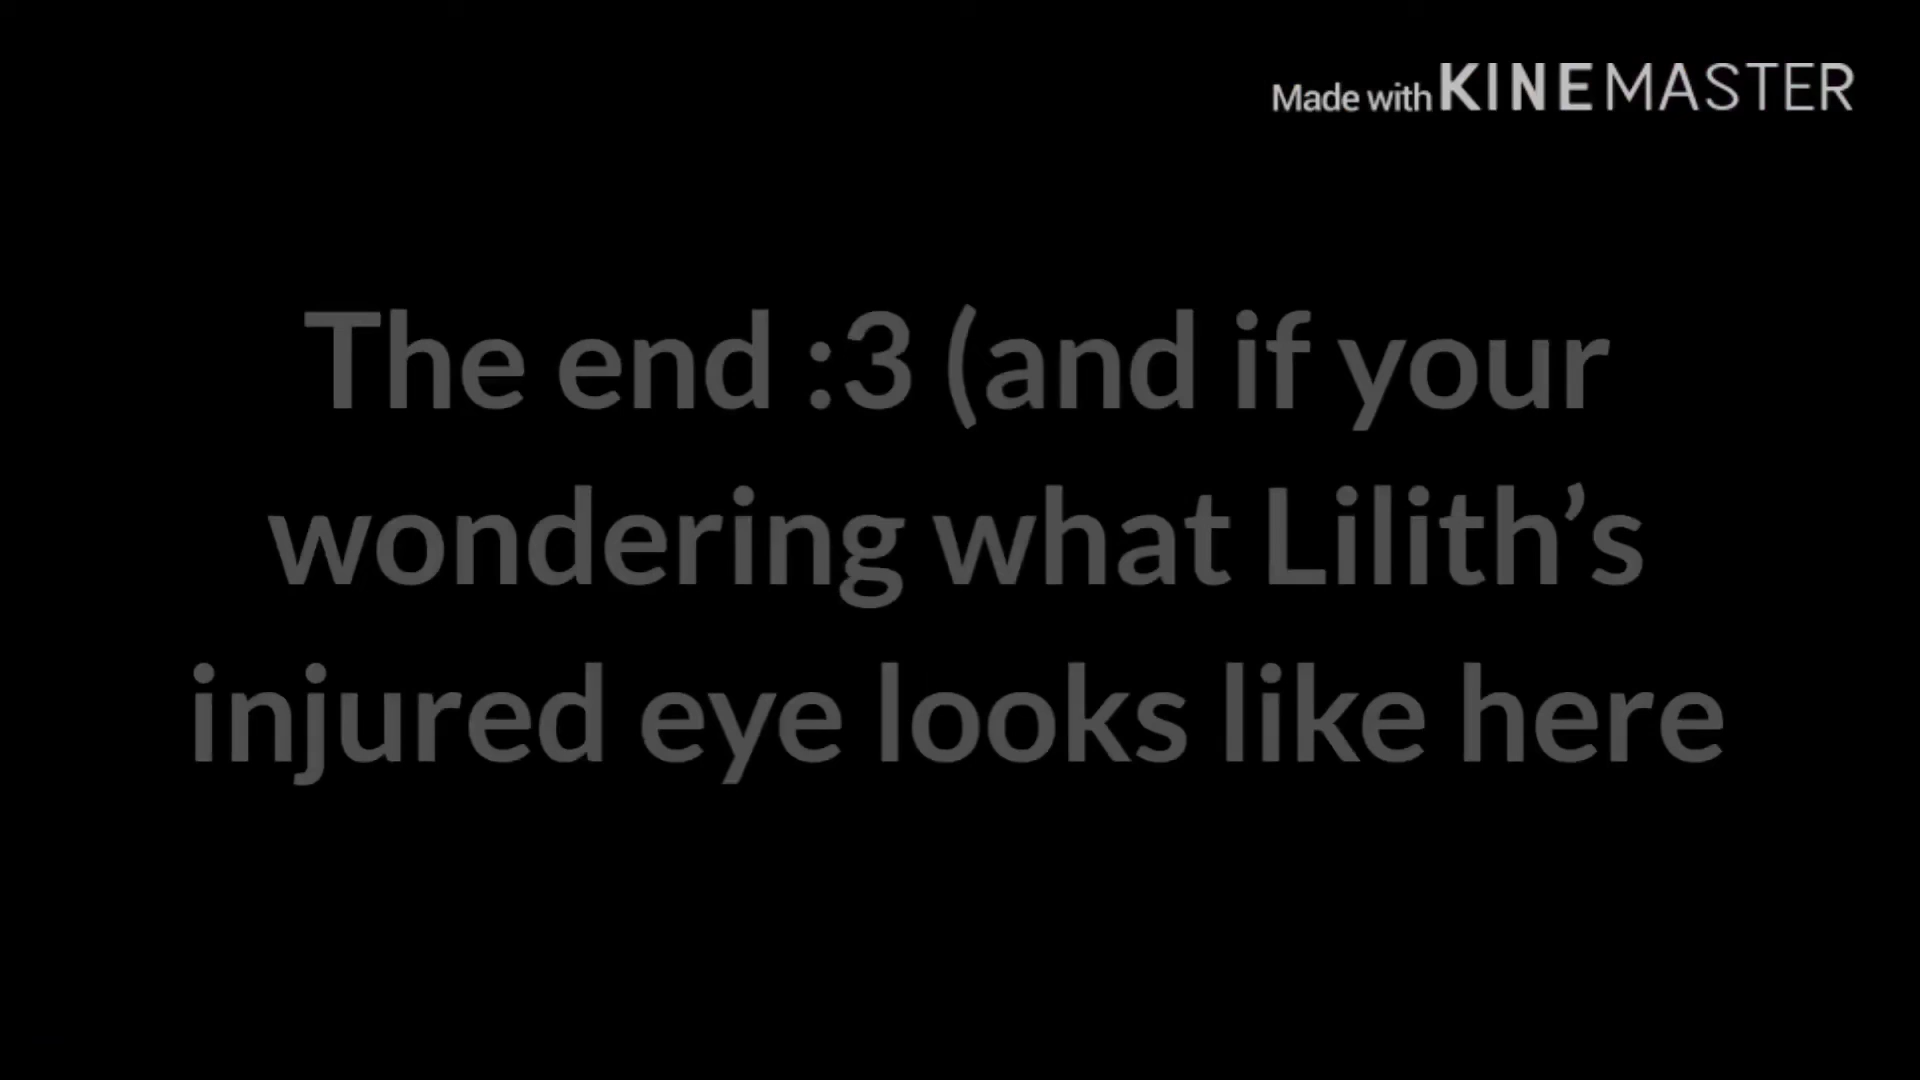 Made with KINEMASTER
The end :3 (and if your
wondering what Lilith’s
injured eye looks like here